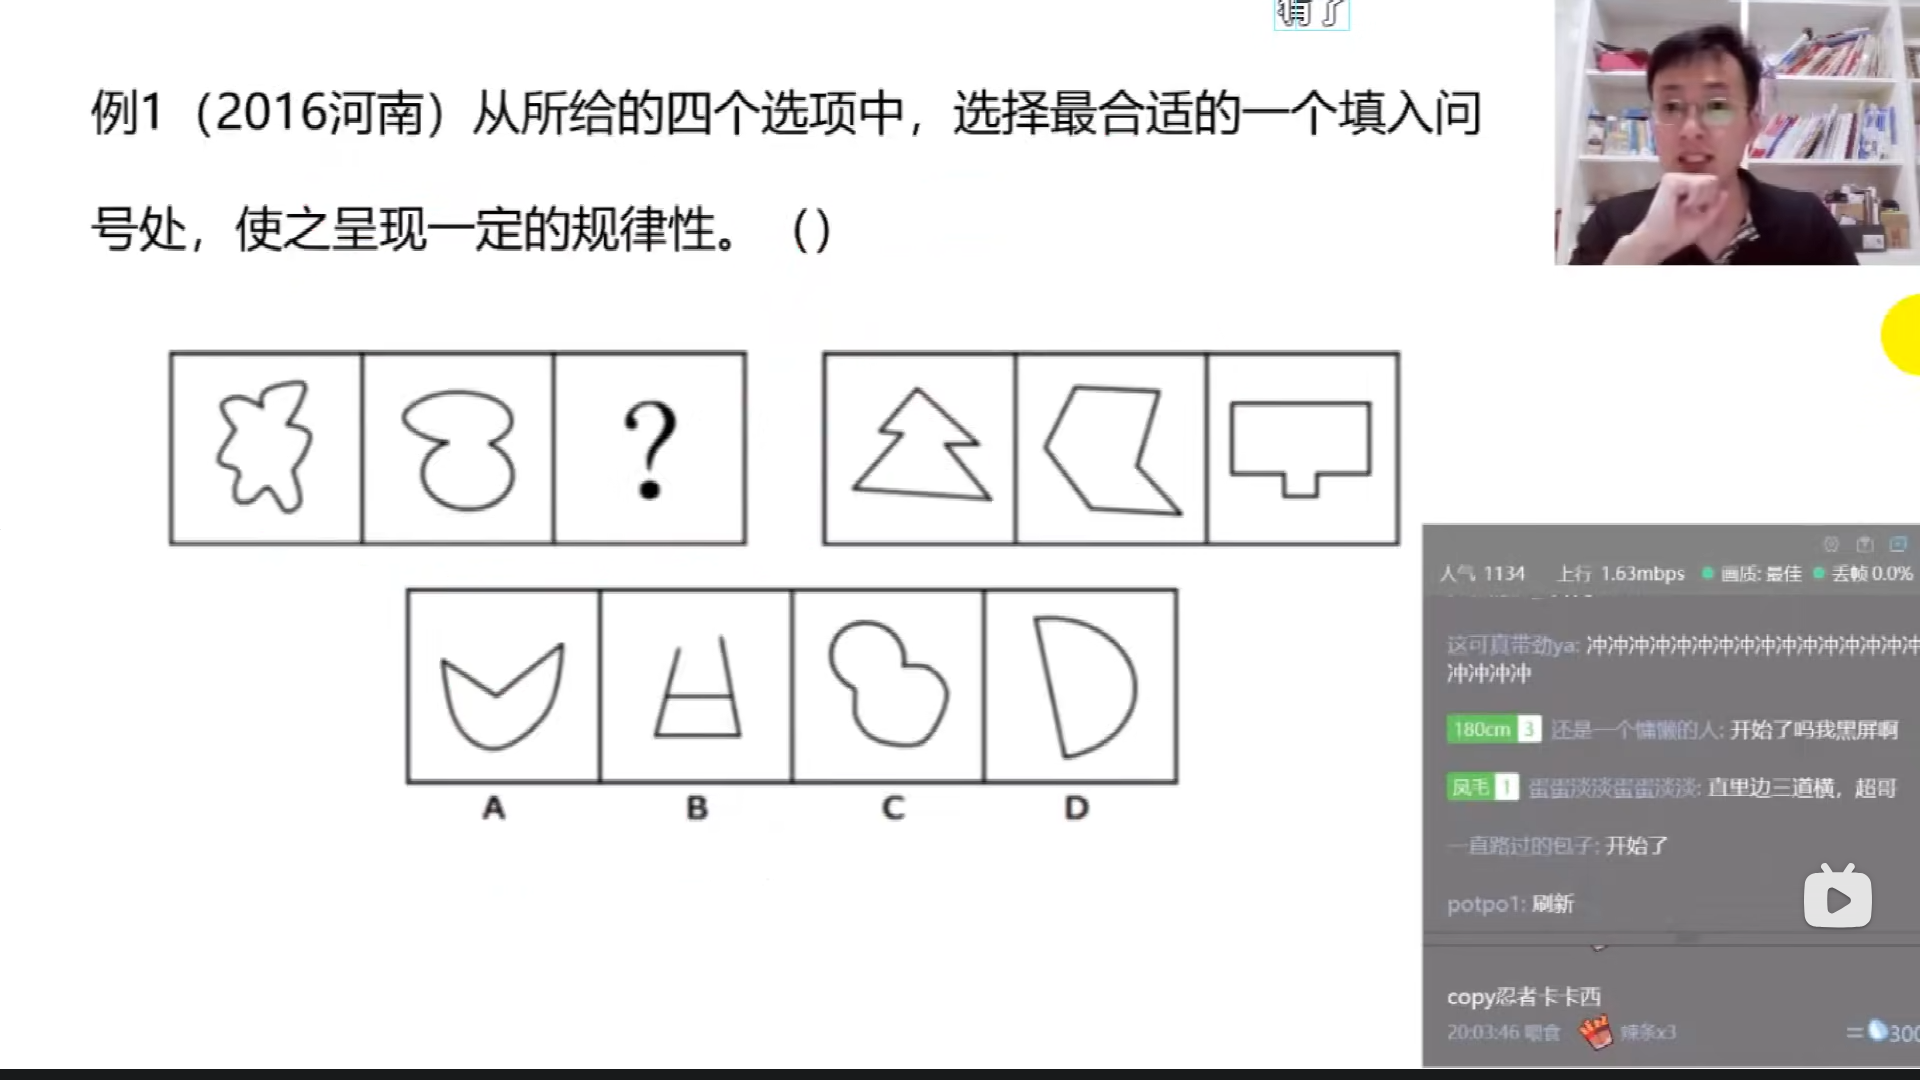 例1（2016河南）从所给的四个选项中，选择最合适的一个填入问
号处，使之呈现一定的规律性。（）
?
A
B
C
D
人气 1134 上行 1.63mbps 画质: 最佳 丢帧 0.0%
这可真带劲ya: 冲冲冲冲冲冲冲冲冲冲冲冲冲冲冲冲
冲冲冲冲
180cm 3 还是一个慵懒的人: 开始了吗我黑屏啊
凤毛 1 蛋蛋淡淡蛋蛋淡淡: 直里边三道横，超哥
一直路过的包子: 开始了
potpo1: 刷新
copy忍者卡卡西
20:03:46 喂食 辣条x3 = 300